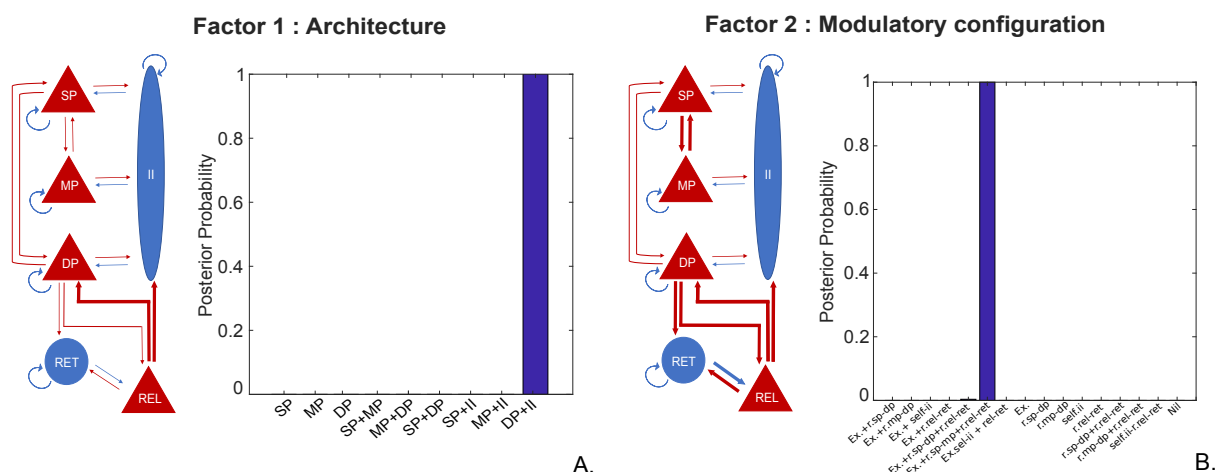 Factor 1 : Architecture
SP
MP
II
DP
RET
REL
Posterior Probability
1
0.8
0.6
0.4
0.2
0
SP
MP
DP
SP+MP
MP+DP
SP+DP
SP+II
MP+II
DP+II
A.
Factor 2 : Modulatory configuration
SP
MP
II
DP
RET
REL
Posterior Probability
1
0.8
0.6
0.4
0.2
0
Ex.+r.sp-dp
Ex.+r.mp-dp
Ex.+ self-ii
Ex.+r.rel-ret
Ex.+r.sp-dp+r.rel-ret
Ex.+r.sp-mp+r.rel-ret
Ex.sel-ii + rel-ret
Ex.
r.sp-dp
r.mp-dp
self.ii
r.rel-ret
r.sp-dp+r.rel-ret
r.mp-dp+r.rel-ret
self.ii-r.rel-ret
Nil
B.